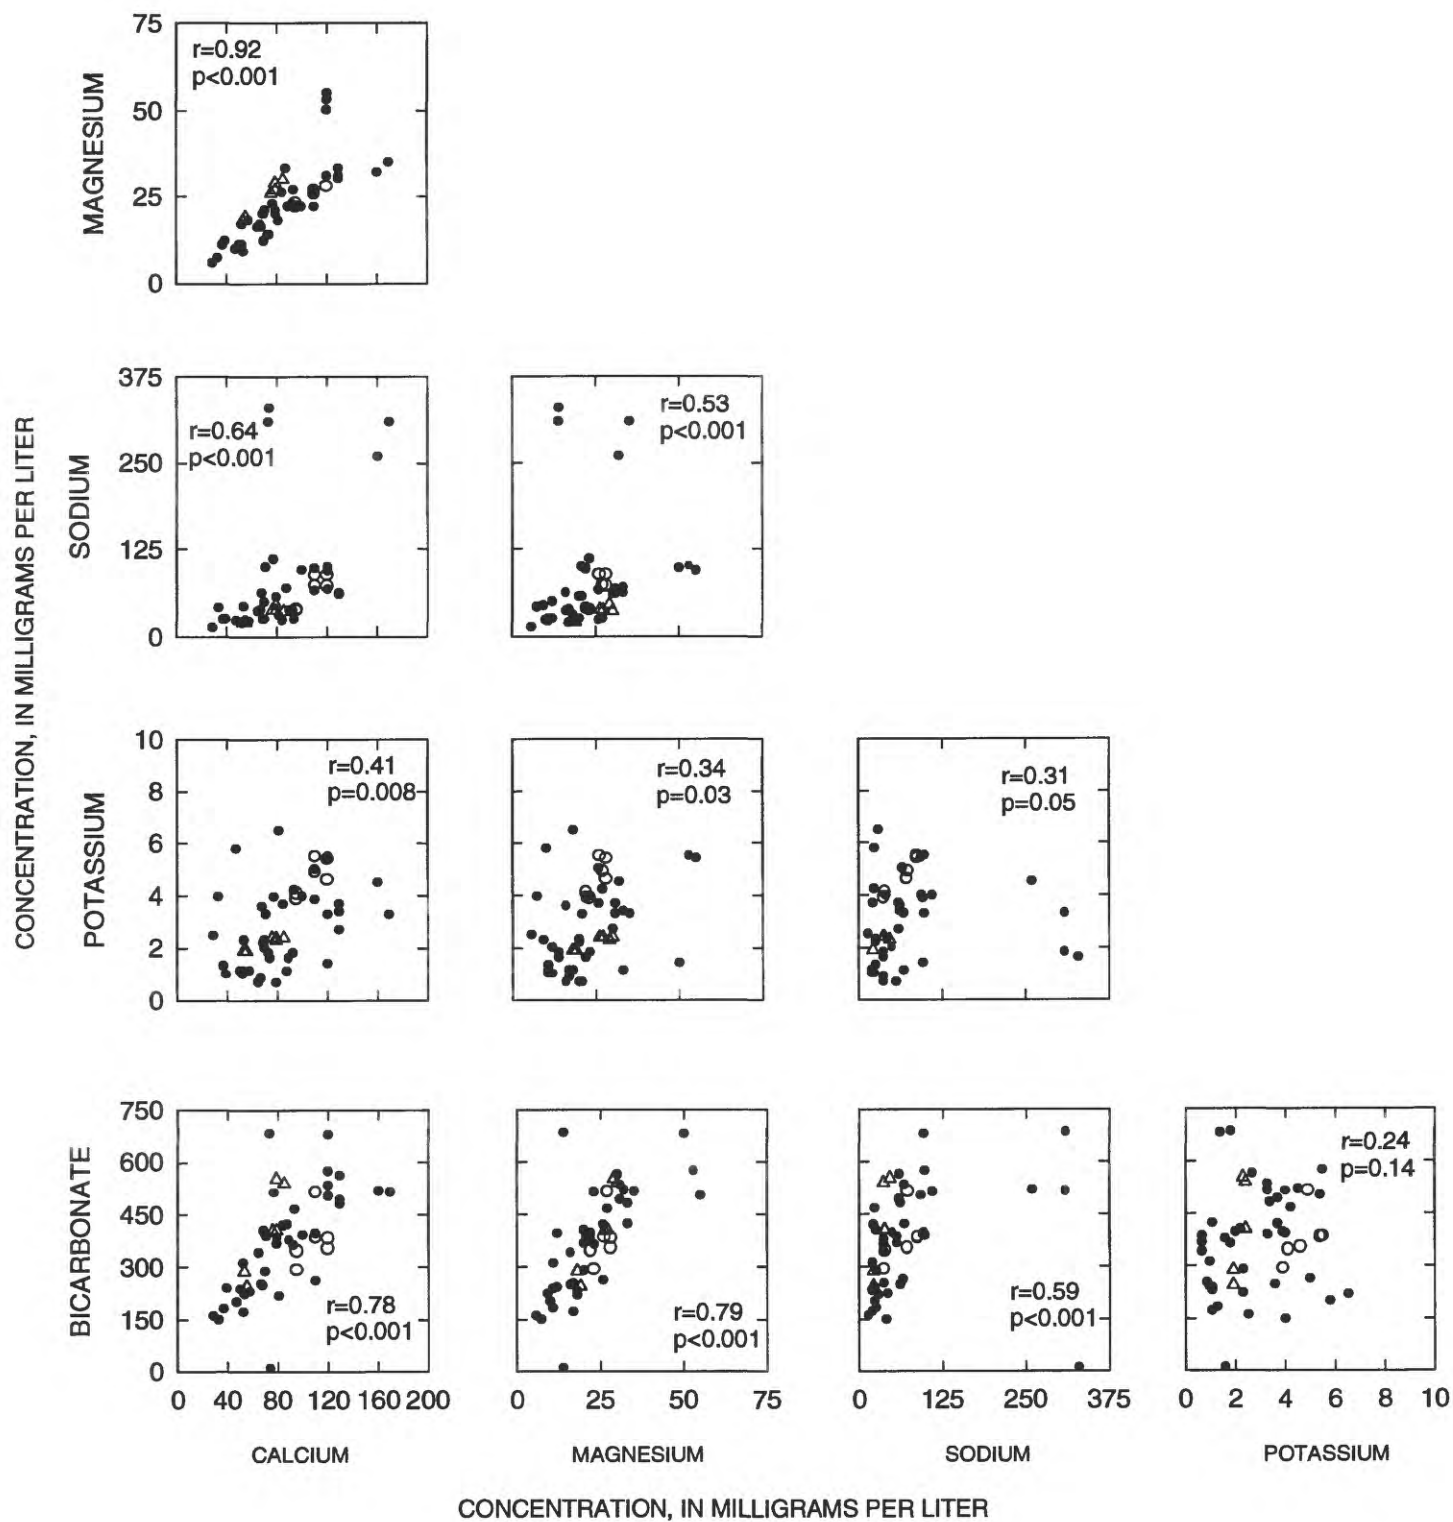 75
50
25
0
MAGNESIUM
r=0.92
p<0.001
CONCENTRATION, IN MILLIGRAMS PER LITER
375
250
125
0
SODIUM
r=0.64
p<0.001
r=0.53
p<0.001
10
8
6
4
2
0
POTASSIUM
r=0.41
p=0.008
r=0.34
p=0.03
r=0.31
p=0.05
750
600
450
300
150
0
BICARBONATE
r=0.78
p<0.001
r=0.79
p<0.001
r=0.59
p<0.001
r=0.24
p=0.14
0 40 80 120 160 200
0 25 50 75
0 125 250 375
0 2 4 6 8 10
CALCIUM
MAGNESIUM
SODIUM
POTASSIUM
CONCENTRATION, IN MILLIGRAMS PER LITER